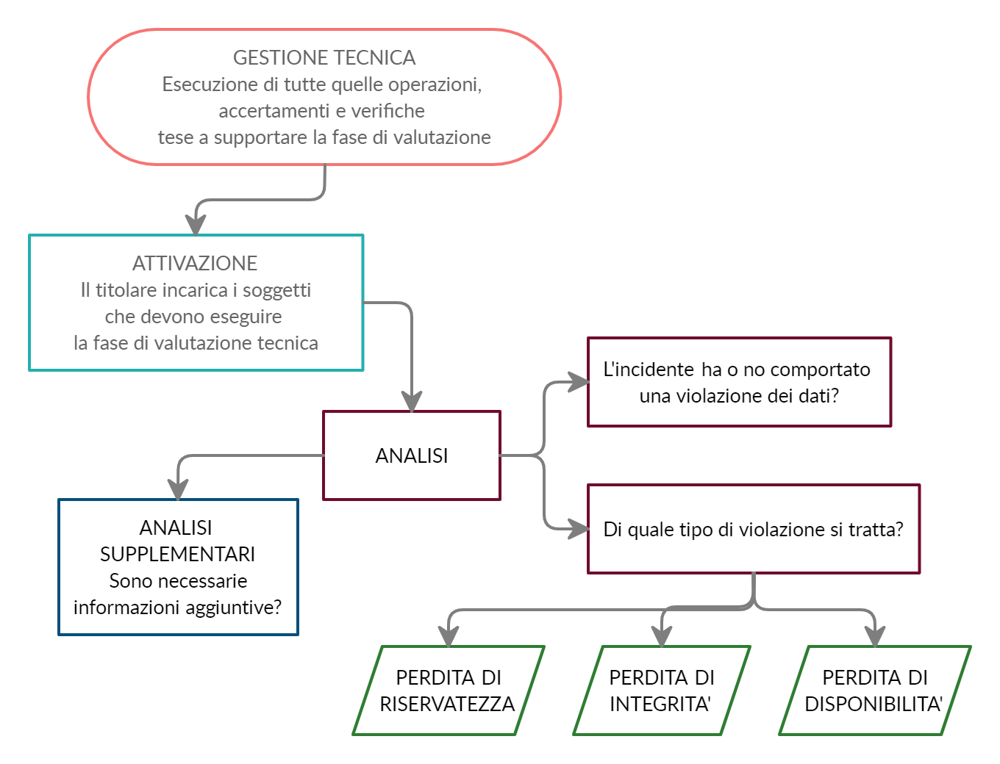 GESTIONE TECNICA
Esecuzione di tutte quelle operazioni,
accertamenti e verifiche
tese a supportare la fase di valutazione
ATTIVAZIONE
Il titolare incarica i soggetti
che devono eseguire
la fase di valutazione tecnica
L'incidente ha o no comportato
una violazione dei dati?
ANALISI
Di quale tipo di violazione si tratta?
ANALISI
SUPPLEMENTARI
Sono necessarie
informazioni aggiuntive?
PERDITA DI
RISERVATEZZA
PERDITA DI
INTEGRITA'
PERDITA DI
DISPONIBILITA'